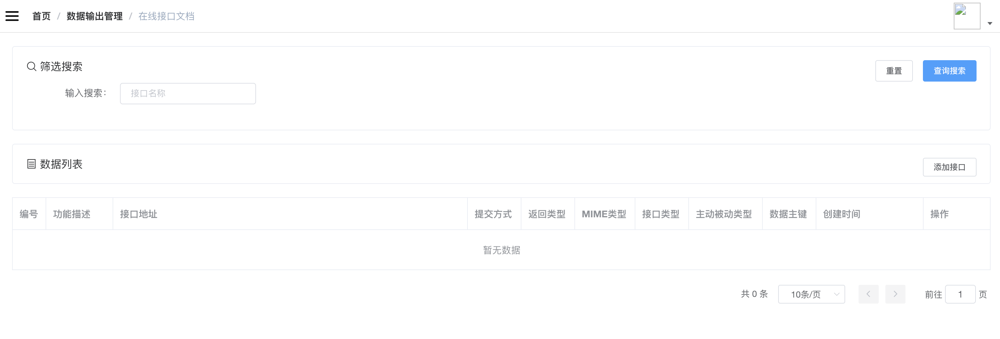 首页 / 数据输出管理 / 在线接口文档
筛选搜索
重置 查询搜索
输入搜索： 接口名称
数据列表
添加接口
编号 功能描述 接口地址 提交方式 返回类型 MIME类型 接口类型 主动被动类型 数据主键 创建时间 操作
暂无数据
共 0 条 10条/页 前往 1 页